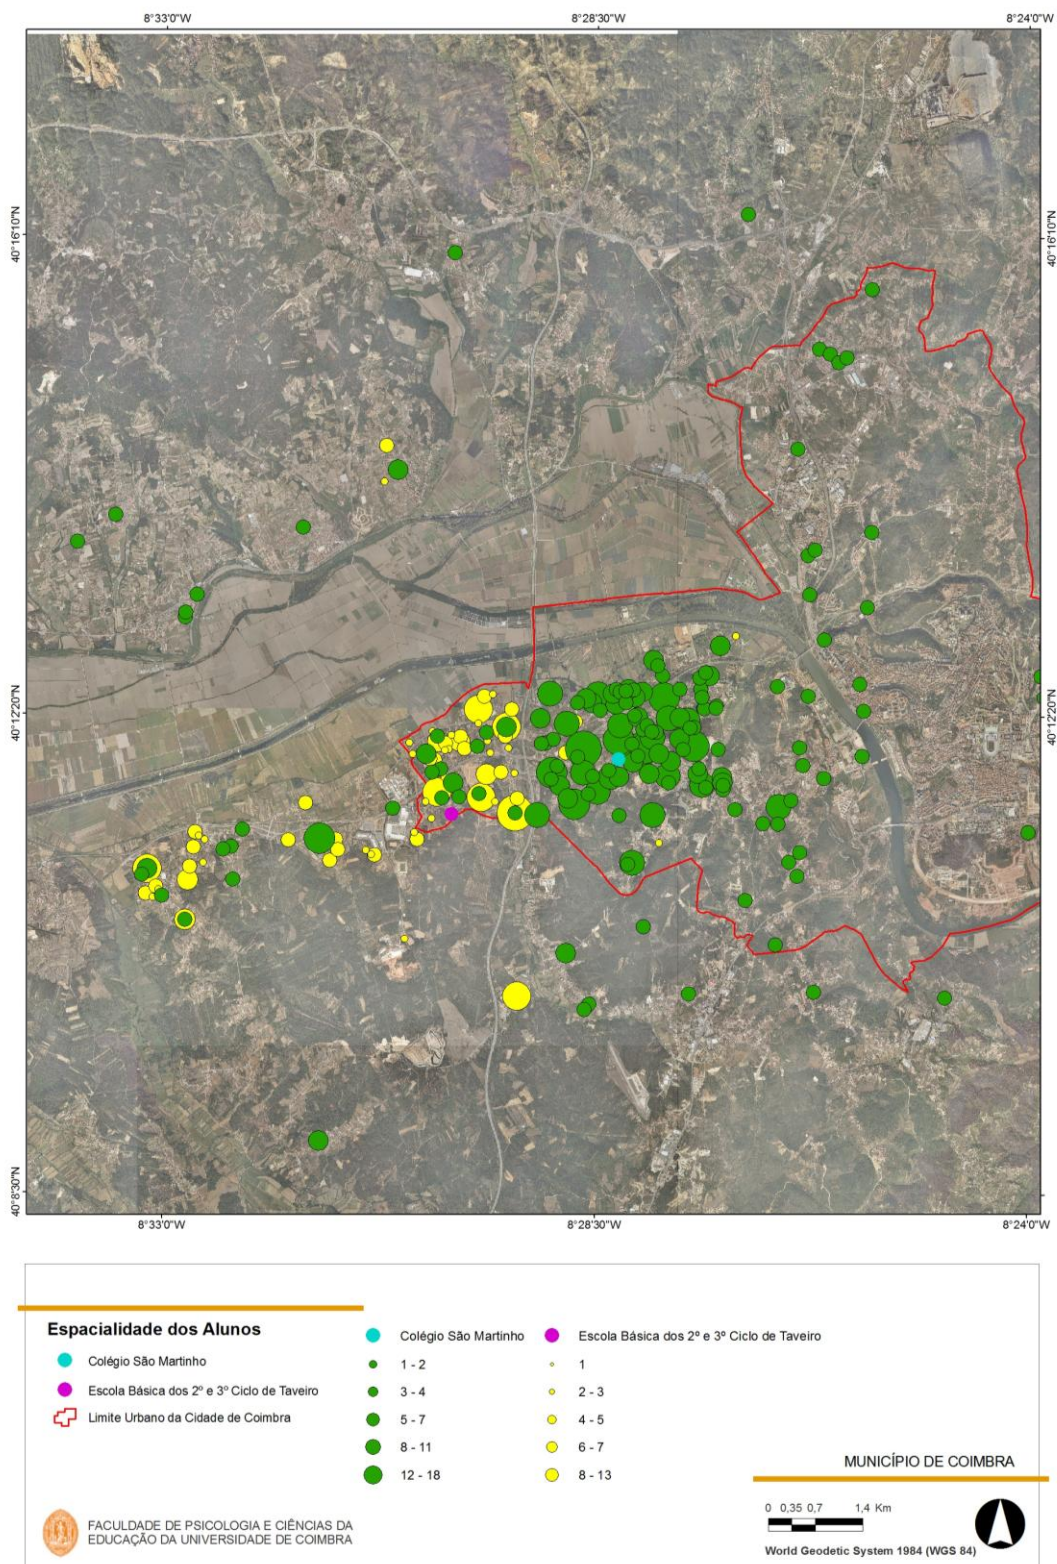 8°33'0"W 8°28'30"W 8°24'0"W
40°16'10"N 40°16'10"N
40°12'20"N 40°12'20"N
40°8'30"N 40°8'30"N
8°33'0"W 8°28'30"W 8°24'0"W
Espacialidade dos Alunos
Colégio São Martinho
Escola Básica dos 2º e 3º Ciclo de Taveiro
Limite Urbano da Cidade de Coimbra
Colégio São Martinho
1 - 2
3 - 4
5 - 7
8 - 11
12 - 18
Escola Básica dos 2º e 3º Ciclo de Taveiro
1
2 - 3
4 - 5
6 - 7
8 - 13
MUNICÍPIO DE COIMBRA
0 0,35 0,7 1,4 Km
World Geodetic System 1984 (WGS 84)
FACULDADE DE PSICOLOGIA E CIÊNCIAS DA
EDUCAÇÃO DA UNIVERSIDADE DE COIMBRA